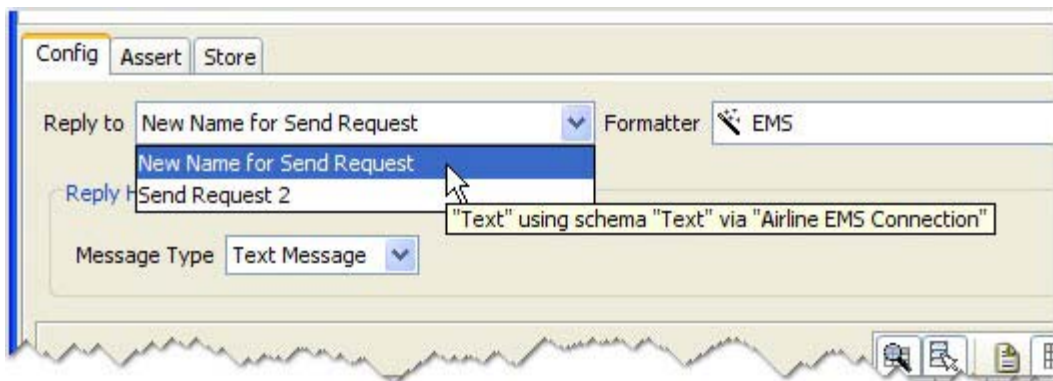 Config Assert Store
Reply to New Name for Send Request Formatter EMS
New Name for Send Request
Reply H Send Request 2
"Text" using schema "Text" via "Airline EMS Connection"
Message Type Text Message